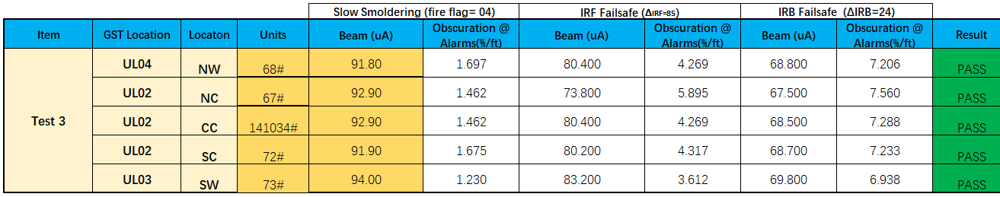 Slow Smoldering (fire flag= 04) IRF Failsafe (ΔIRF=85) IRB Failsafe (ΔIRB=24)
Item GST Location Locaton Units Beam (uA) Obscuration @ Alarms(%/ft) Beam (uA) Obscuration @ Alarms(%/ft) Beam (uA) Obscuration @ Alarms(%/ft) Result
Test 3
UL04 NW 68# 91.80 1.697 80.400 4.269 68.800 7.206 PASS
UL02 NC 67# 92.90 1.462 73.800 5.895 67.500 7.560 PASS
UL02 CC 141034# 92.90 1.462 80.400 4.269 68.500 7.288 PASS
UL02 SC 72# 91.90 1.675 80.200 4.317 68.700 7.233 PASS
UL03 SW 73# 94.00 1.230 83.200 3.612 69.800 6.938 PASS